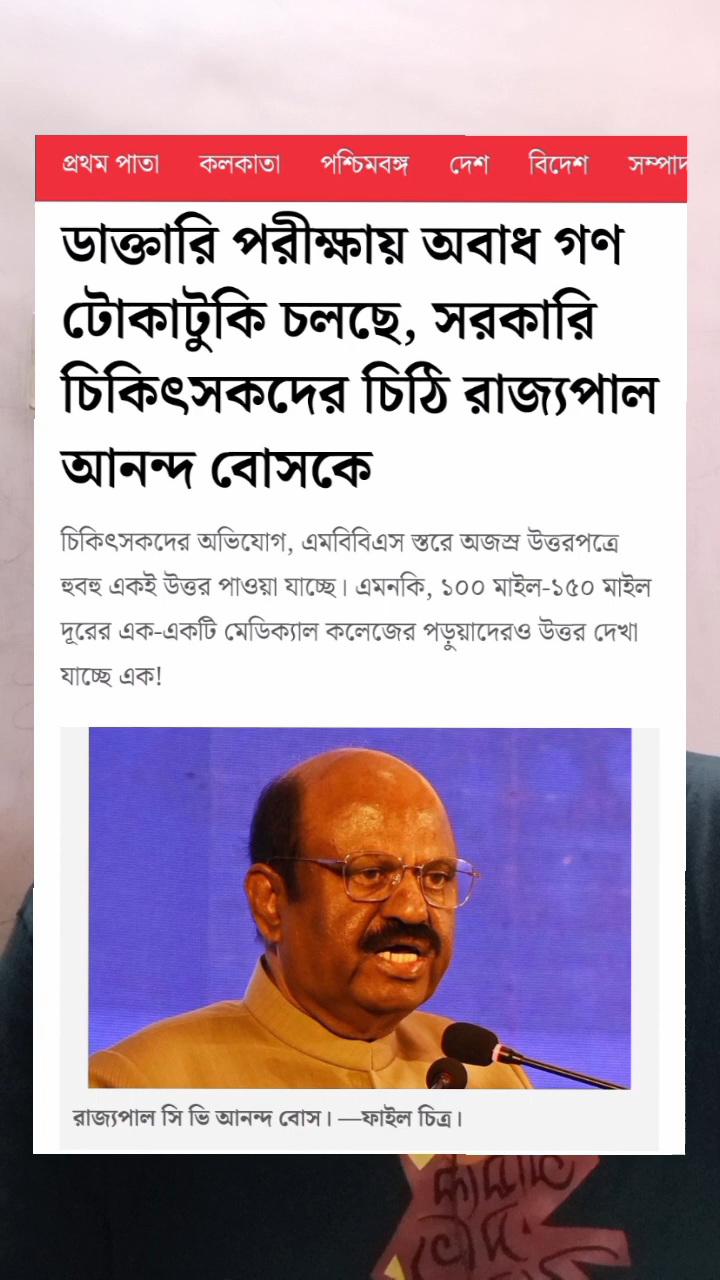 প্রথম পাতা কলকাতা পশ্চিমবঙ্গ দেশ বিদেশ
ডাক্তারি পরীক্ষায় অবাধ গণ
টোকাটুকি চলছে, সরকারি
চিকিৎসকদের চিঠি রাজ্যপাল
আনন্দ বোসকে
চিকিৎসকদের অভিযোগ, এমবিবিএস স্তরে অজস্র উত্তরপত্রে
হুবহু একই উত্তর পাওয়া যাচ্ছে। এমনকি, ১০০ মাইল-১৫০ মাইল
দূরের এক-একটি মেডিক্যাল কলেজের পড়ুয়াদেরও উত্তর দেখা
যাচ্ছে এক!
রাজ্যপাল সি ভি আনন্দ বোস। —ফাইল চিত্র।